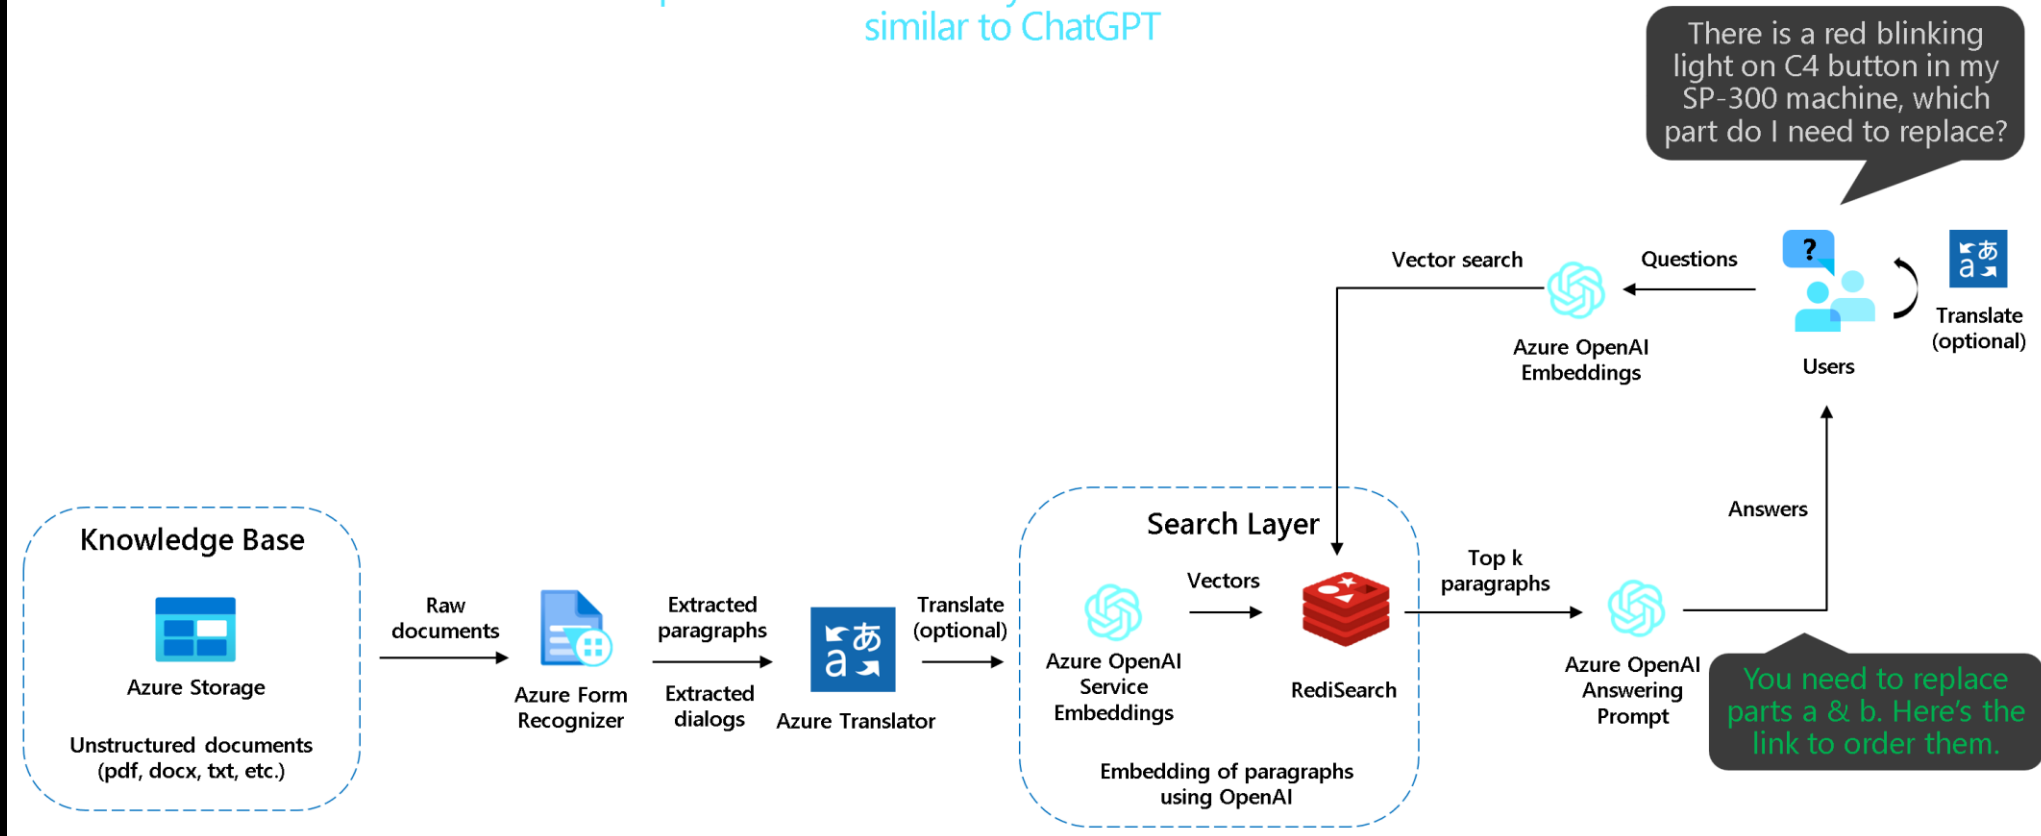 similar to ChatGPT
There is a red blinking
light on C4 button in my
SP-300 machine, which
part do I need to replace?
Vector search
Questions
?
あ
a
Translate
(optional)
Azure OpenAI
Embeddings
Users
Answers
Knowledge Base
Azure Storage
Unstructured documents
(pdf, docx, txt, etc.)
Raw
documents
Azure Form
Recognizer
Extracted
paragraphs
Extracted
dialogs
あ
a
Azure Translator
Translate
(optional)
Search Layer
Vectors
Azure OpenAI
Service
Embeddings
RediSearch
Embedding of paragraphs
using OpenAI
Top k
paragraphs
Azure OpenAI
Answering
Prompt
You need to replace
parts a & b. Here's the
link to order them.